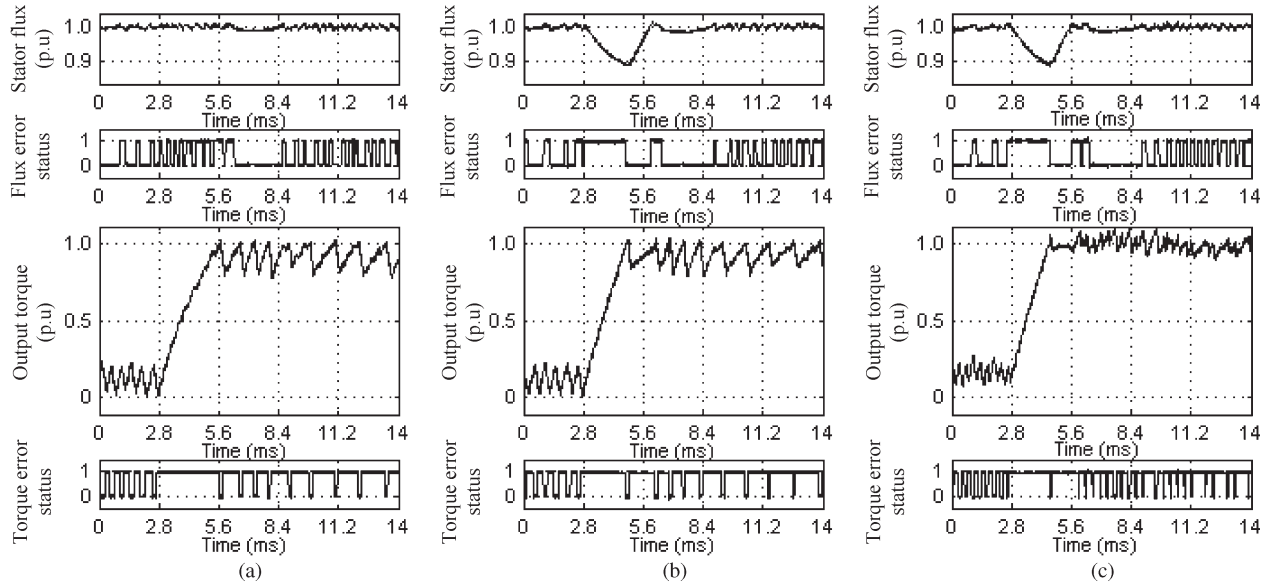 Stator flux
(p.u)
1.0
0.9
0 2.8 5.6 8.4 11.2 14
Time (ms)
Flux error
status
1
0
0 2.8 5.6 8.4 11.2 14
Time (ms)
Output torque
(p.u)
1.0
0.5
0
0 2.8 5.6 8.4 11.2 14
Time (ms)
Torque error
status
1
0
0 2.8 5.6 8.4 11.2 14
Time (ms)
(a)
Stator flux
(p.u)
1.0
0.9
0 2.8 5.6 8.4 11.2 14
Time (ms)
Flux error
status
1
0
0 2.8 5.6 8.4 11.2 14
Time (ms)
Output torque
(p.u)
1.0
0.5
0
0 2.8 5.6 8.4 11.2 14
Time (ms)
Torque error
status
1
0
0 2.8 5.6 8.4 11.2 14
Time (ms)
(b)
Stator flux
(p.u)
1.0
0.9
0 2.8 5.6 8.4 11.2 14
Time (ms)
Flux error
status
1
0
0 2.8 5.6 8.4 11.2 14
Time (ms)
Output torque
(p.u)
1.0
0.5
0
0 2.8 5.6 8.4 11.2 14
Time (ms)
Torque error
status
1
0
0 2.8 5.6 8.4 11.2 14
Time (ms)
(c)